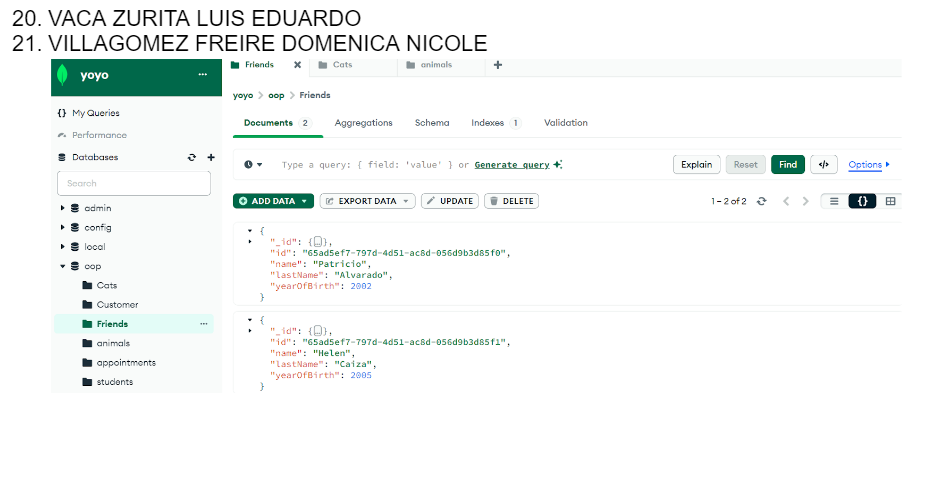 20. VACA ZURITA LUIS EDUARDO
21. VILLAGOMEZ FREIRE DOMENICA NICOLE
yoyo ...
Friends Cats animals +
yoyo > oop > Friends
{} My Queries
Performance
Databases
Search
admin
config
local
oop
Cats
Customer
Friends ...
animals
appointments
students
Documents 2 Aggregations Schema Indexes 1 Validation
Type a query: { field: 'value' } or Generate query
Explain Reset Find </> Options
ADD DATA EXPORT DATA UPDATE DELETE
1 – 2 of 2 {}
{
"_id": {…},
"id": "65ad5ef7-797d-4d51-ac8d-056d9b3d85f0",
"name": "Patricio",
"lastName": "Alvarado",
"yearOfBirth": 2002
}
{
"_id": {…},
"id": "65ad5ef7-797d-4d51-ac8d-056d9b3d85f1",
"name": "Helen",
"lastName": "Caiza",
"yearOfBirth": 2005
}